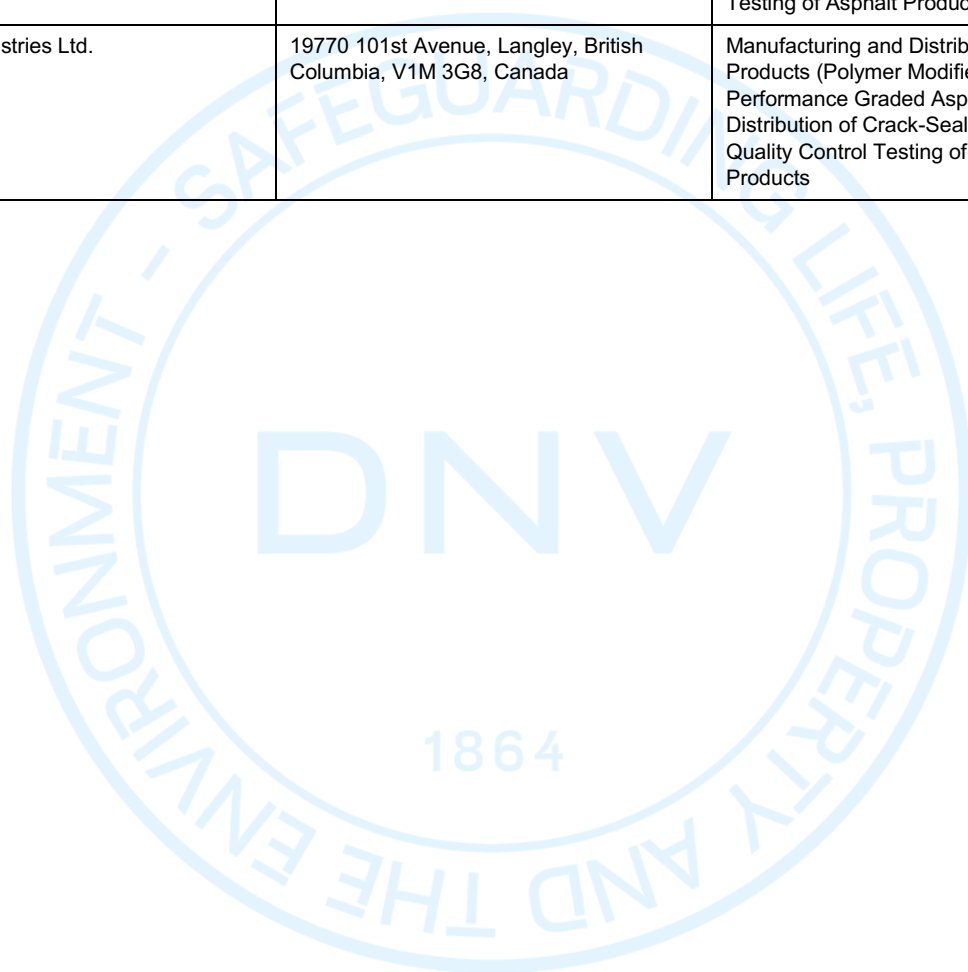 Testing of Asphalt Produc
stries Ltd.
19770 101st Avenue, Langley, British
Columbia, V1M 3G8, Canada
Manufacturing and Distrib
Products (Polymer Modifie
Performance Graded Asp
Distribution of Crack-Seal
Quality Control Testing of
Products
SAFEGUARDING LIFE, PROPERTY AND THE ENVIRONMENT -
DNV
1864